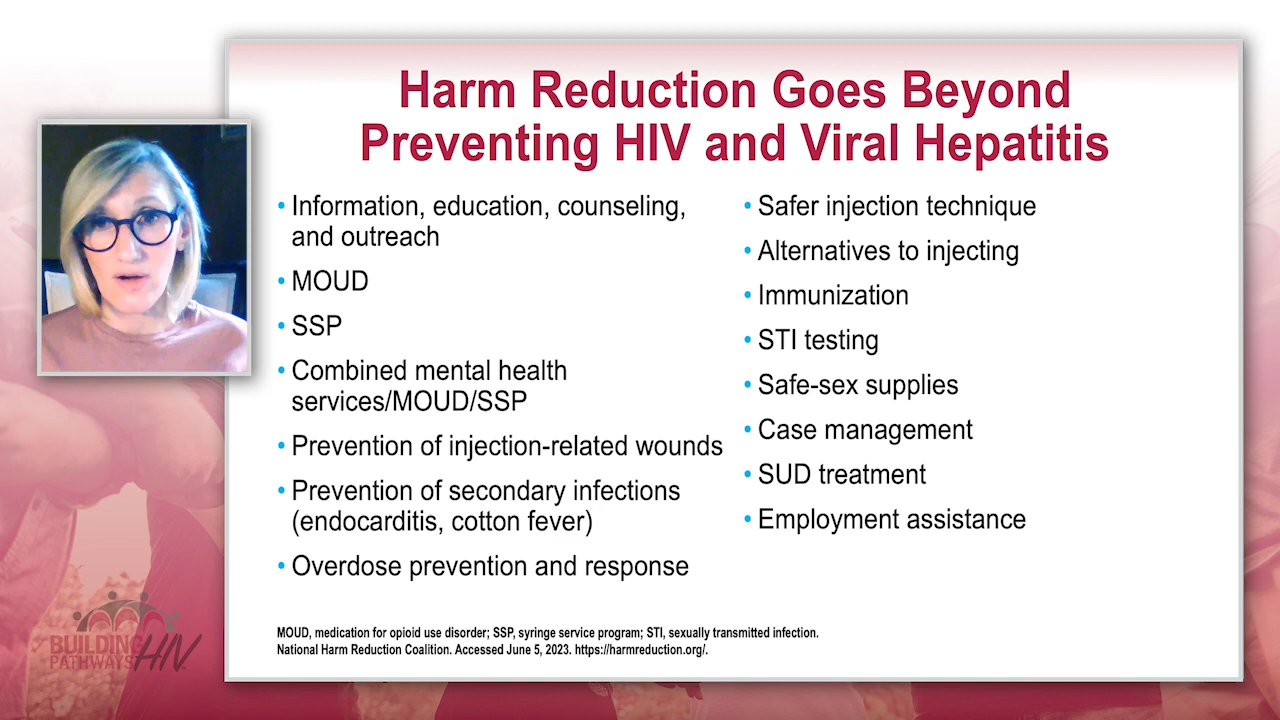 Harm Reduction Goes Beyond
Preventing HIV and Viral Hepatitis
• Information, education, counseling,
and outreach
• MOUD
• SSP
• Combined mental health
services/MOUD/SSP
• Prevention of injection-related wounds
• Prevention of secondary infections
(endocarditis, cotton fever)
• Overdose prevention and response
• Safer injection technique
• Alternatives to injecting
• Immunization
• STI testing
• Safe-sex supplies
• Case management
• SUD treatment
• Employment assistance
MOUD, medication for opioid use disorder; SSP, syringe service program; STI, sexually transmitted infection.
National Harm Reduction Coalition. Accessed June 5, 2023. https://harmreduction.org/.
BUILDING
PATHWAYS HIV